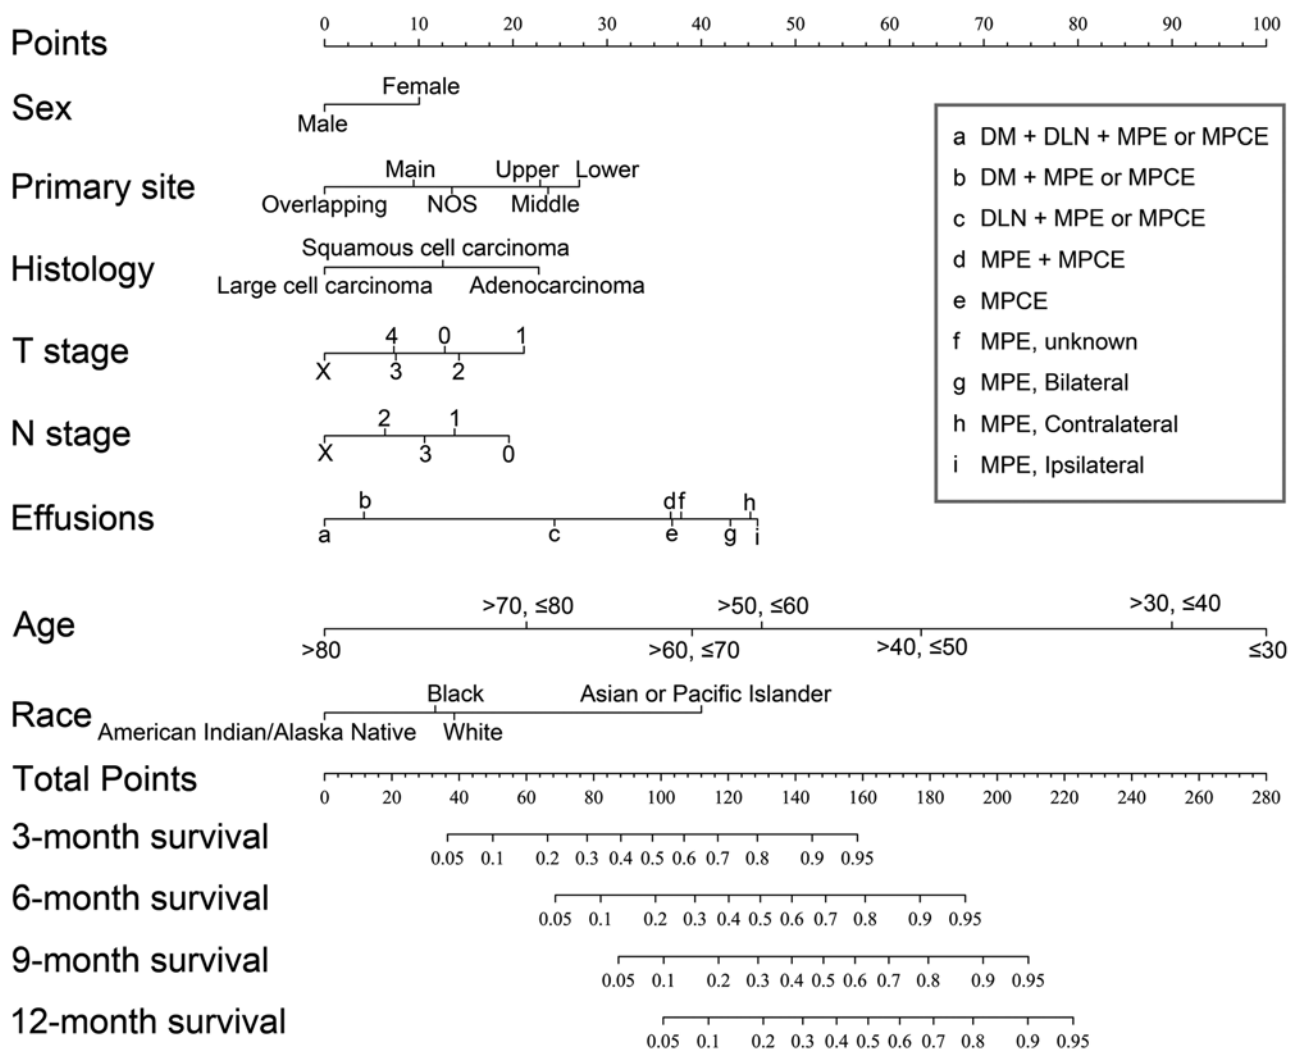 Points
0 10 20 30 40 50 60 70 80 90 100
Sex
Female
Male
Primary site
Main Upper Lower
Overlapping NOS Middle
Histology
Squamous cell carcinoma
Large cell carcinoma Adenocarcinoma
T stage
4 0 1
X 3 2
N stage
2 1
X 3 0
Effusions
b d f h
a c e g i
Age
>70, ≤80 >50, ≤60 >30, ≤40
>80 >60, ≤70 >40, ≤50 ≤30
Race
Black Asian or Pacific Islander
American Indian/Alaska Native White
Total Points
0 20 40 60 80 100 120 140 160 180 200 220 240 260 280
3-month survival
0.05 0.1 0.2 0.3 0.4 0.5 0.6 0.7 0.8 0.9 0.95
6-month survival
0.05 0.1 0.2 0.3 0.4 0.5 0.6 0.7 0.8 0.9 0.95
9-month survival
0.05 0.1 0.2 0.3 0.4 0.5 0.6 0.7 0.8 0.9 0.95
12-month survival
0.05 0.1 0.2 0.3 0.4 0.5 0.6 0.7 0.8 0.9 0.95
a DM + DLN + MPE or MPCE
b DM + MPE or MPCE
c DLN + MPE or MPCE
d MPE + MPCE
e MPCE
f MPE, unknown
g MPE, Bilateral
h MPE, Contralateral
i MPE, Ipsilateral